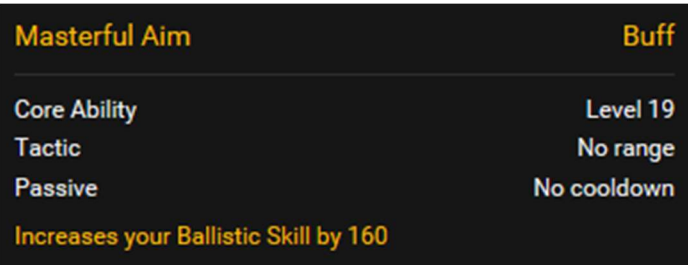 Masterful Aim Buff
Core Ability Level 19
Tactic No range
Passive No cooldown
Increases your Ballistic Skill by 160